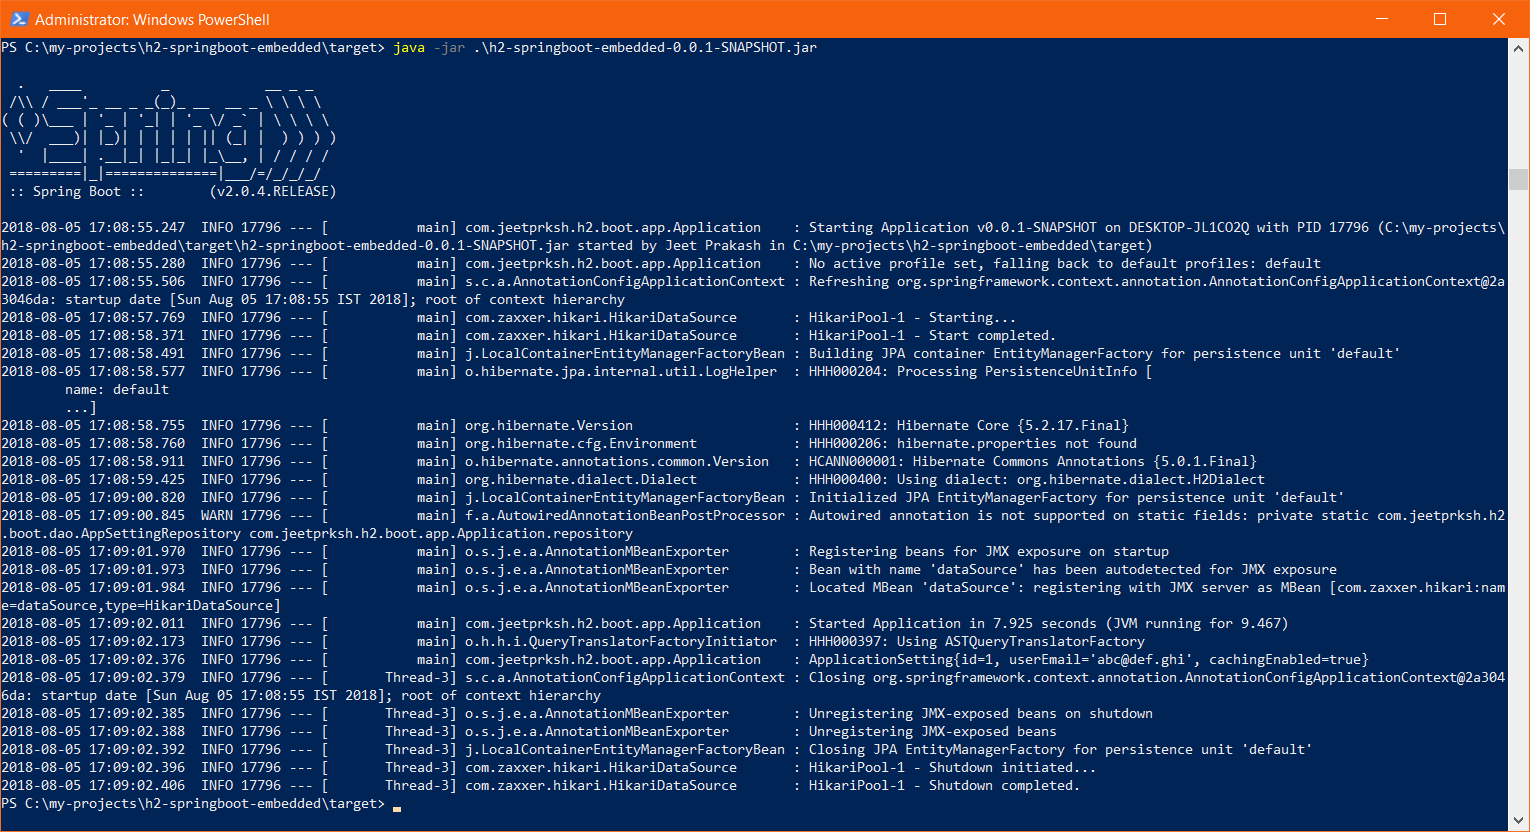 Administrator: Windows PowerShell
PS C:\my-projects\h2-springboot-embedded\target> java -jar .\h2-springboot-embedded-0.0.1-SNAPSHOT.jar
  .   ____          _            __ _ _
 /\\ / ___'_ __ _ _(_)_ __  __ _ \ \ \ \
( ( )\___ | '_ | '_| | '_ \/ _` | \ \ \ \
 \\/  ___)| |_)| | | | | || (_| |  ) ) ) )
  '  |____| .__|_| |_|_| |_\__, | / / / /
 =========|_|==============|___/=/_/_/_/
 :: Spring Boot ::        (v2.0.4.RELEASE)
2018-08-05 17:08:55.247  INFO 17796 --- [           main] com.jeetprksh.h2.boot.app.Application    : Starting Application v0.0.1-SNAPSHOT on DESKTOP-JL1CO2Q with PID 17796 (C:\my-projects\
h2-springboot-embedded\target\h2-springboot-embedded-0.0.1-SNAPSHOT.jar started by Jeet Prakash in C:\my-projects\h2-springboot-embedded\target)
2018-08-05 17:08:55.280  INFO 17796 --- [           main] com.jeetprksh.h2.boot.app.Application    : No active profile set, falling back to default profiles: default
2018-08-05 17:08:55.506  INFO 17796 --- [           main] s.c.a.AnnotationConfigApplicationContext : Refreshing org.springframework.context.annotation.AnnotationConfigApplicationContext@2a
3046da: startup date [Sun Aug 05 17:08:55 IST 2018]; root of context hierarchy
2018-08-05 17:08:57.769  INFO 17796 --- [           main] com.zaxxer.hikari.HikariDataSource       : HikariPool-1 - Starting...
2018-08-05 17:08:58.371  INFO 17796 --- [           main] com.zaxxer.hikari.HikariDataSource       : HikariPool-1 - Start completed.
2018-08-05 17:08:58.491  INFO 17796 --- [           main] j.LocalContainerEntityManagerFactoryBean : Building JPA container EntityManagerFactory for persistence unit 'default'
2018-08-05 17:08:58.577  INFO 17796 --- [           main] o.hibernate.jpa.internal.util.LogHelper  : HHH000204: Processing PersistenceUnitInfo [
        name: default
        ...]
2018-08-05 17:08:58.755  INFO 17796 --- [           main] org.hibernate.Version                    : HHH000412: Hibernate Core {5.2.17.Final}
2018-08-05 17:08:58.760  INFO 17796 --- [           main] org.hibernate.cfg.Environment            : HHH000206: hibernate.properties not found
2018-08-05 17:08:58.911  INFO 17796 --- [           main] o.hibernate.annotations.common.Version   : HCANN000001: Hibernate Commons Annotations {5.0.1.Final}
2018-08-05 17:08:59.425  INFO 17796 --- [           main] org.hibernate.dialect.Dialect            : HHH000400: Using dialect: org.hibernate.dialect.H2Dialect
2018-08-05 17:09:00.820  INFO 17796 --- [           main] j.LocalContainerEntityManagerFactoryBean : Initialized JPA EntityManagerFactory for persistence unit 'default'
2018-08-05 17:09:00.845  WARN 17796 --- [           main] f.a.AutowiredAnnotationBeanPostProcessor : Autowired annotation is not supported on static fields: private static com.jeetprksh.h2
.boot.dao.AppSettingRepository com.jeetprksh.h2.boot.app.Application.repository
2018-08-05 17:09:01.970  INFO 17796 --- [           main] o.s.j.e.a.AnnotationMBeanExporter        : Registering beans for JMX exposure on startup
2018-08-05 17:09:01.973  INFO 17796 --- [           main] o.s.j.e.a.AnnotationMBeanExporter        : Bean with name 'dataSource' has been autodetected for JMX exposure
2018-08-05 17:09:01.984  INFO 17796 --- [           main] o.s.j.e.a.AnnotationMBeanExporter        : Located MBean 'dataSource': registering with JMX server as MBean [com.zaxxer.hikari:nam
e=dataSource,type=HikariDataSource]
2018-08-05 17:09:02.011  INFO 17796 --- [           main] com.jeetprksh.h2.boot.app.Application    : Started Application in 7.925 seconds (JVM running for 9.467)
2018-08-05 17:09:02.173  INFO 17796 --- [           main] o.h.h.i.QueryTranslatorFactoryInitiator  : HHH000397: Using ASTQueryTranslatorFactory
2018-08-05 17:09:02.376  INFO 17796 --- [           main] com.jeetprksh.h2.boot.app.Application    : ApplicationSetting{id=1, userEmail='abc@def.ghi', cachingEnabled=true}
2018-08-05 17:09:02.379  INFO 17796 --- [       Thread-3] s.c.a.AnnotationConfigApplicationContext : Closing org.springframework.context.annotation.AnnotationConfigApplicationContext@2a304
6da: startup date [Sun Aug 05 17:08:55 IST 2018]; root of context hierarchy
2018-08-05 17:09:02.385  INFO 17796 --- [       Thread-3] o.s.j.e.a.AnnotationMBeanExporter        : Unregistering JMX-exposed beans on shutdown
2018-08-05 17:09:02.388  INFO 17796 --- [       Thread-3] o.s.j.e.a.AnnotationMBeanExporter        : Unregistering JMX-exposed beans
2018-08-05 17:09:02.392  INFO 17796 --- [       Thread-3] j.LocalContainerEntityManagerFactoryBean : Closing JPA EntityManagerFactory for persistence unit 'default'
2018-08-05 17:09:02.396  INFO 17796 --- [       Thread-3] com.zaxxer.hikari.HikariDataSource       : HikariPool-1 - Shutdown initiated...
2018-08-05 17:09:02.406  INFO 17796 --- [       Thread-3] com.zaxxer.hikari.HikariDataSource       : HikariPool-1 - Shutdown completed.
PS C:\my-projects\h2-springboot-embedded\target>